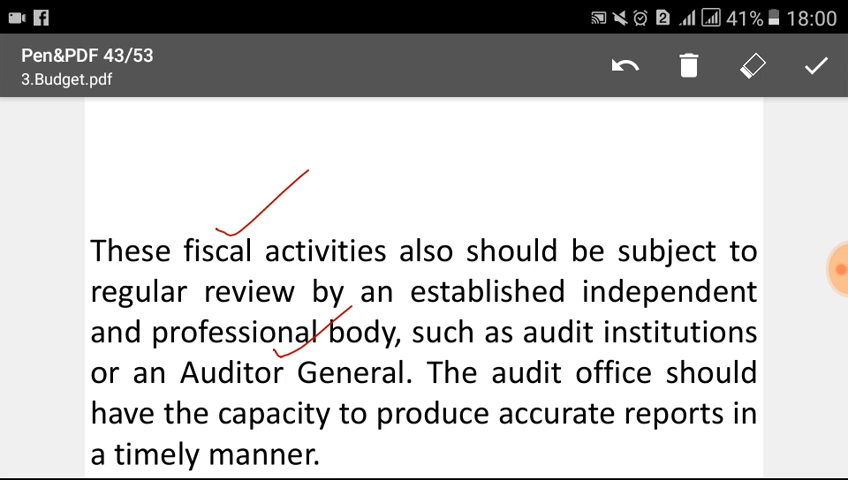 41% 18:00
Pen&PDF 43/53
3.Budget.pdf
These fiscal activities also should be subject to
regular review by an established independent
and professional body, such as audit institutions
or an Auditor General. The audit office should
have the capacity to produce accurate reports in
a timely manner.